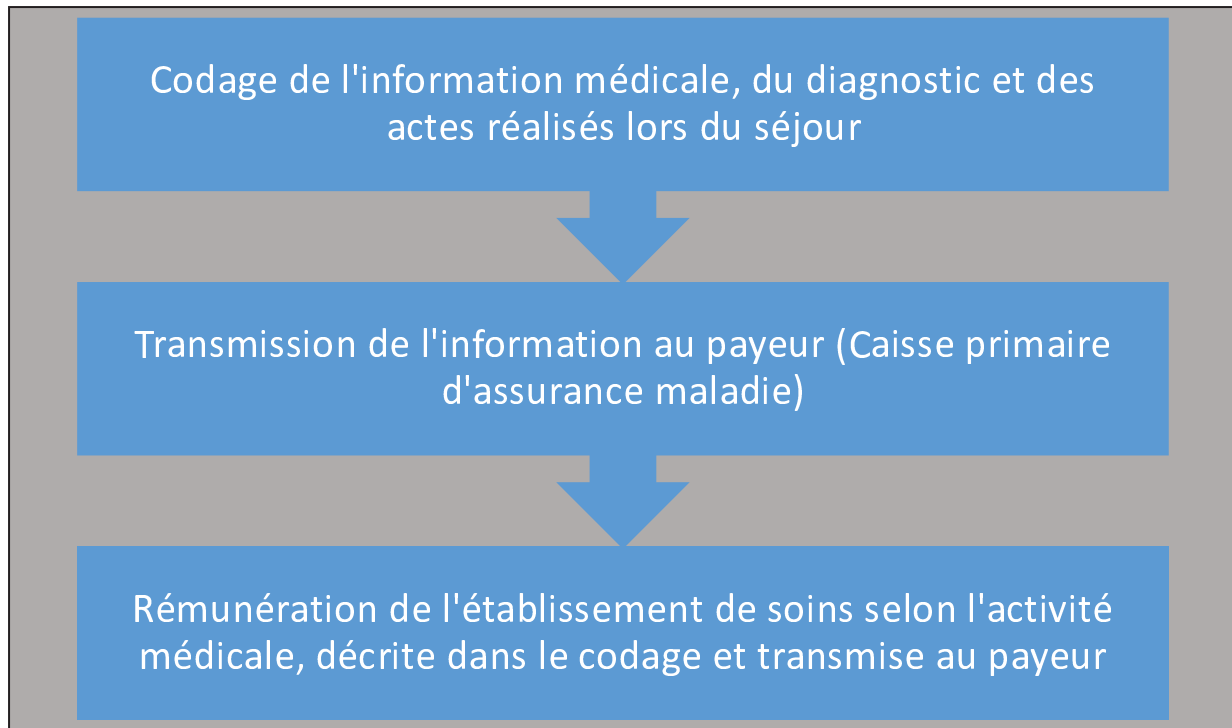 Codage de l'information médicale, du diagnostic et des
actes réalisés lors du séjour
Transmission de l'information au payeur (Caisse primaire
d'assurance maladie)
Rémunération de l'établissement de soins selon l'activité
médicale, décrite dans le codage et transmise au payeur